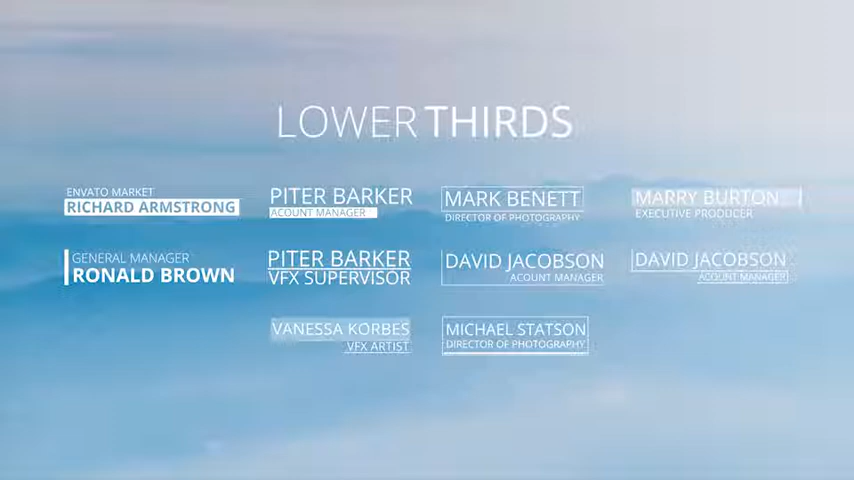 LOWER THIRDS
ENVATO MARKET
RICHARD ARMSTRONG
PITER BARKER
ACOUNT MANAGER
MARK BENETT
DIRECTOR OF PHOTOGRAPHY
MARRY BURTON
EXECUTIVE PRODUCER
GENERAL MANAGER
RONALD BROWN
PITER BARKER
VFX SUPERVISOR
DAVID JACOBSON
ACOUNT MANAGER
DAVID JACOBSON
ACOUNT MANAGER
VANESSA KORBES
VFX ARTIST
MICHAEL STATSON
DIRECTOR OF PHOTOGRAPHY